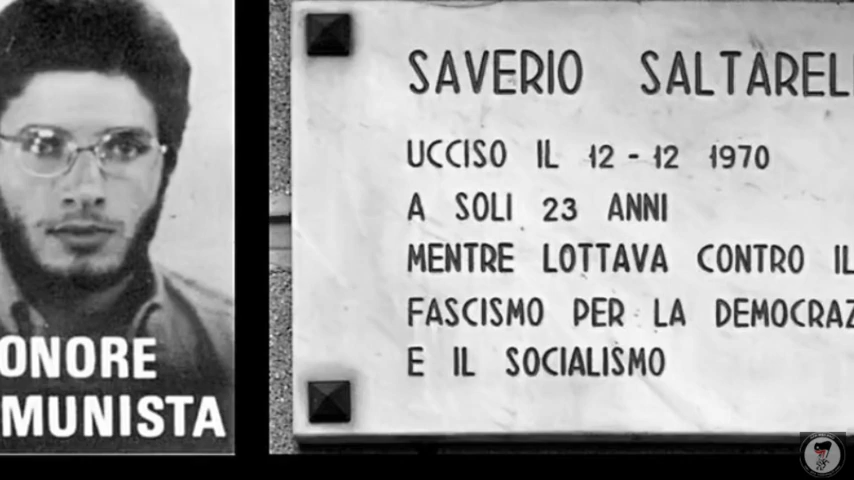 ONORE
MUNISTA
SAVERIO SALTAREL
UCCISO IL 12-12 1970
A SOLI 23 ANNI
MENTRE LOTTAVA CONTRO IL
FASCISMO PER LA DEMOCRAZ
E IL SOCIALISMO